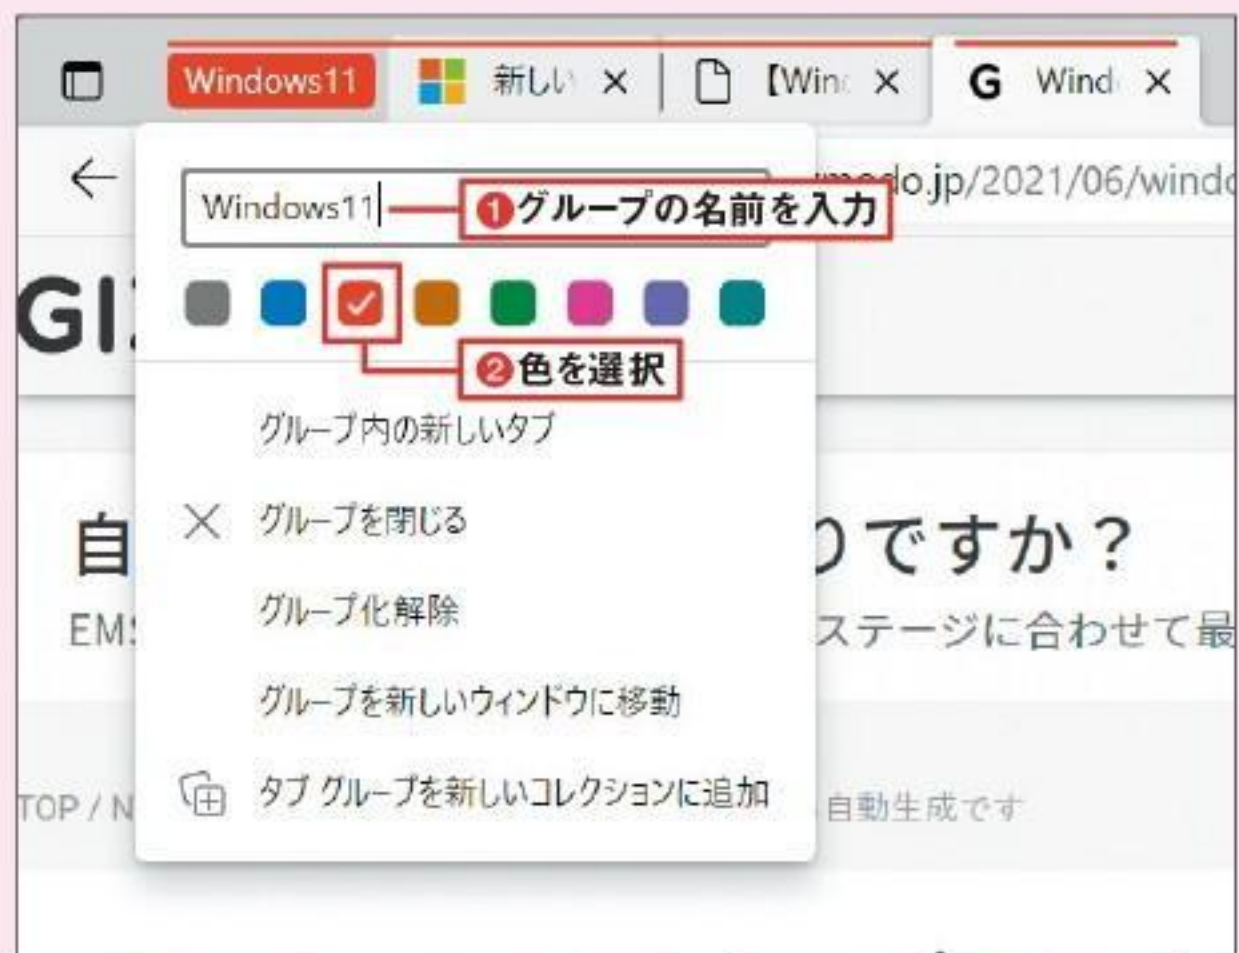 Windows11
新しい
【Win
G Wind
Windows11
❶グループの名前を入力
do.jp/2021/06/windo
GIZ
❷色を選択
グループ内の新しいタブ
グループを閉じる
自
りですか？
グループ化解除
EMS
ステージに合わせて最
グループを新しいウィンドウに移動
タブ グループを新しいコレクションに追加
TOP / N
自動生成です